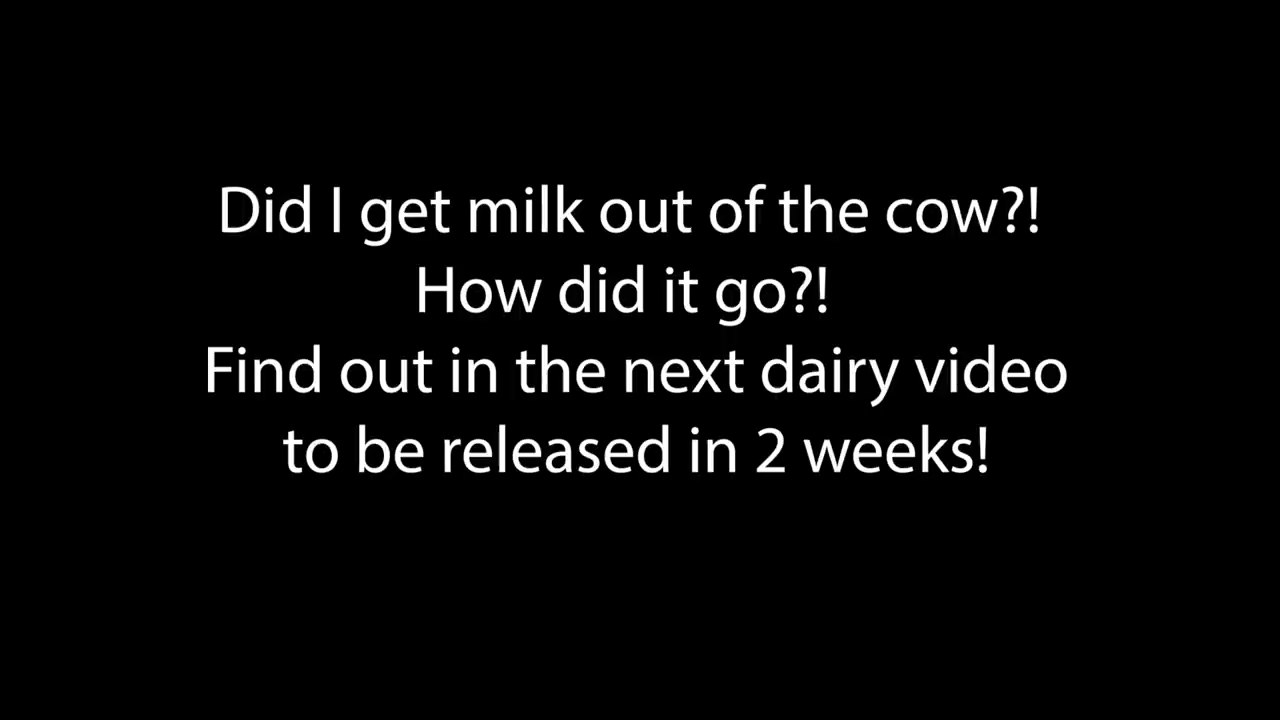 Did I get milk out of the cow?!
How did it go?!
Find out in the next dairy video
to be released in 2 weeks!